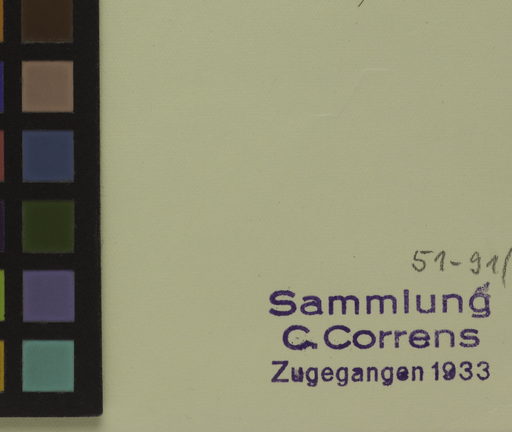 51-91/
Sammlung
C. Correns
Zugegangen 1933